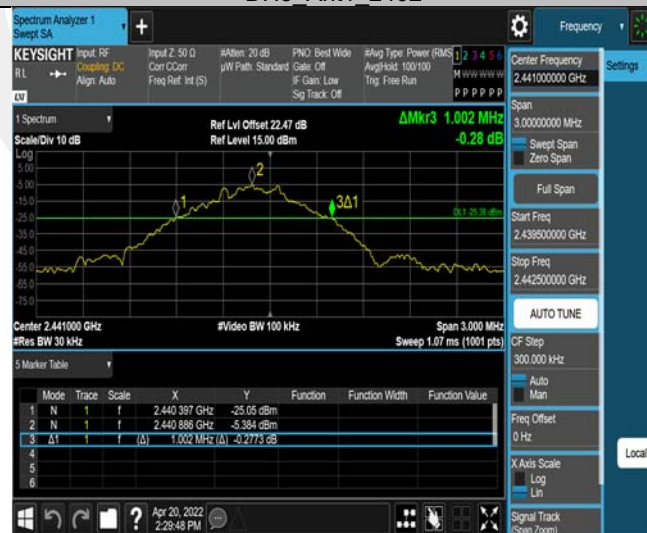 Spectrum Analyzer 1
Swept SA
+
Frequency
KEYSIGHT
RL
Input: RF
Coupling: DC
Align: Auto
Input Z: 50 Ω
Corr CCorr
Freq Ref: Int (S)
#Atten: 20 dB
µW Path: Standard
PNO: Best Wide
Gate: Off
IF Gain: Low
Sig Track: Off
#Avg Type: Power (RMS
Avg|Hold: 100/100
Trig: Free Run
1 2 3 4 5 6
M W W W W W
P P P P P P
LNI
1 Spectrum
Scale/Div 10 dB
Log
Ref Lvl Offset 22.47 dB
Ref Level 15.00 dBm
ΔMkr3 1.002 MHz
-0.28 dB
5.00
-5.00
-15.0
-25.0
-35.0
-45.0
-55.0
-65.0
-75.0
1
2
3Δ1
DL1 -25.38 dBm
Center 2.441000 GHz
#Res BW 30 kHz
#Video BW 100 kHz
Span 3.000 MHz
Sweep 1.07 ms (1001 pts)
5 Marker Table
Mode Trace Scale X Y Function Function Width Function Value
1 N 1 f 2.440 397 GHz -25.05 dBm
2 N 1 f 2.440 886 GHz -5.384 dBm
3 Δ1 1 f (Δ) 1.002 MHz (Δ) -0.2773 dB
4
5
6
Apr 20, 2022
2:29:48 PM
Center Frequency
2.441000000 GHz
Span
3.00000000 MHz
Swept Span
Zero Span
Full Span
Start Freq
2.439500000 GHz
Stop Freq
2.442500000 GHz
AUTO TUNE
CF Step
300.000 kHz
Auto
Man
Freq Offset
0 Hz
X Axis Scale
Log
Lin
Signal Track
(Span Zoom)
Settings
Local